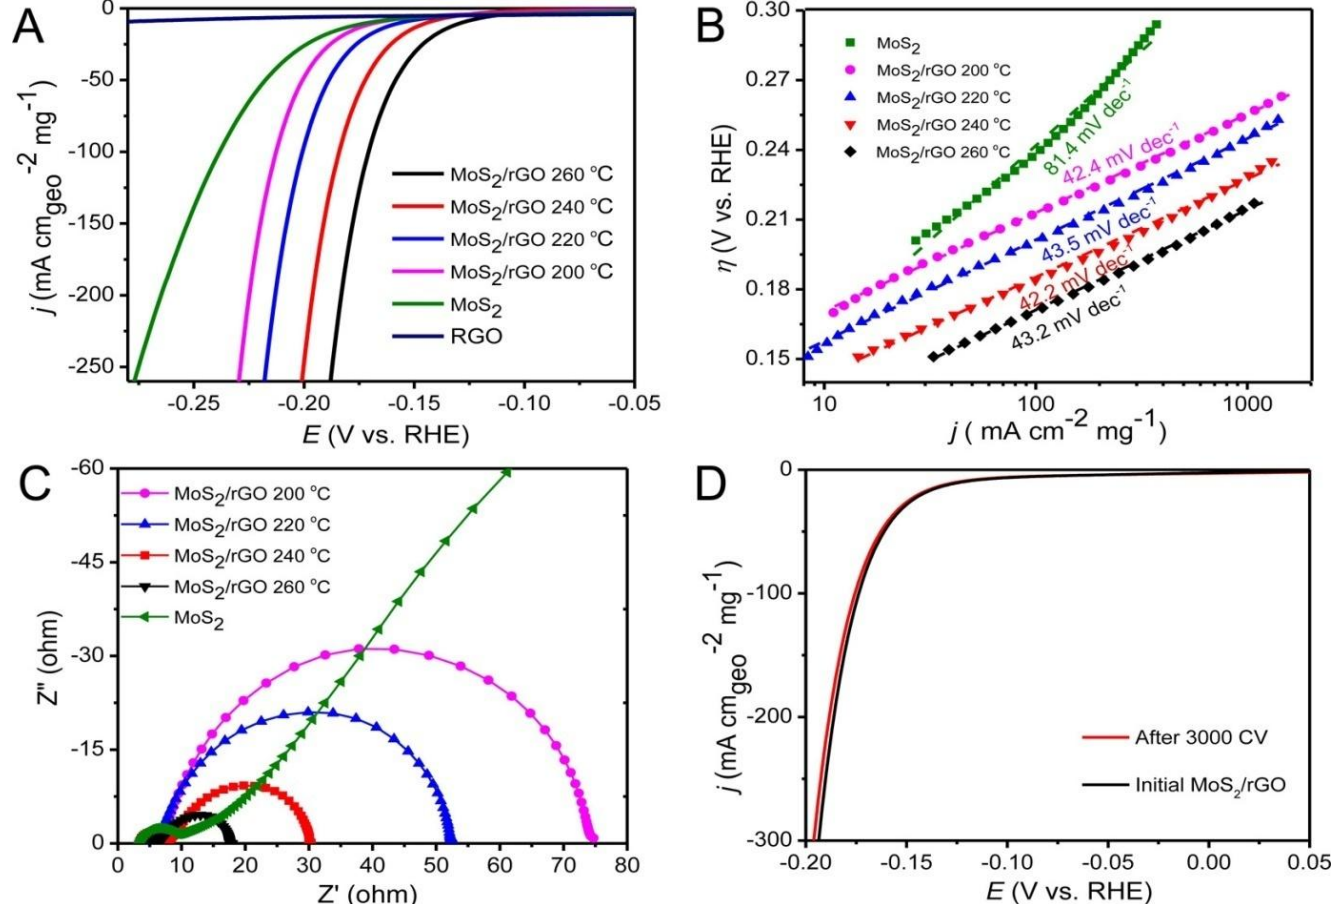 A
0
-50
-100
-150
-200
-250
j (mA cm_geo^-2 mg^-1)
MoS2/rGO 260 °C
MoS2/rGO 240 °C
MoS2/rGO 220 °C
MoS2/rGO 200 °C
MoS2
RGO
-0.25 -0.20 -0.15 -0.10 -0.05
E (V vs. RHE)
B
0.30
0.27
0.24
0.21
0.18
0.15
η (V vs. RHE)
MoS2
MoS2/rGO 200 °C
MoS2/rGO 220 °C
MoS2/rGO 240 °C
MoS2/rGO 260 °C
81.4 mV dec^-1
42.4 mV dec^-1
43.5 mV dec^-1
42.2 mV dec^-1
43.2 mV dec^-1
10 100 1000
j ( mA cm^-2 mg^-1)
C
-60
-45
-30
-15
0
Z" (ohm)
MoS2/rGO 200 °C
MoS2/rGO 220 °C
MoS2/rGO 240 °C
MoS2/rGO 260 °C
MoS2
0 10 20 30 40 50 60 70 80
Z' (ohm)
D
0
-100
-200
-300
j (mA cm_geo^-2 mg^-1)
After 3000 CV
Initial MoS2/rGO
-0.20 -0.15 -0.10 -0.05 0.00 0.05
E (V vs. RHE)